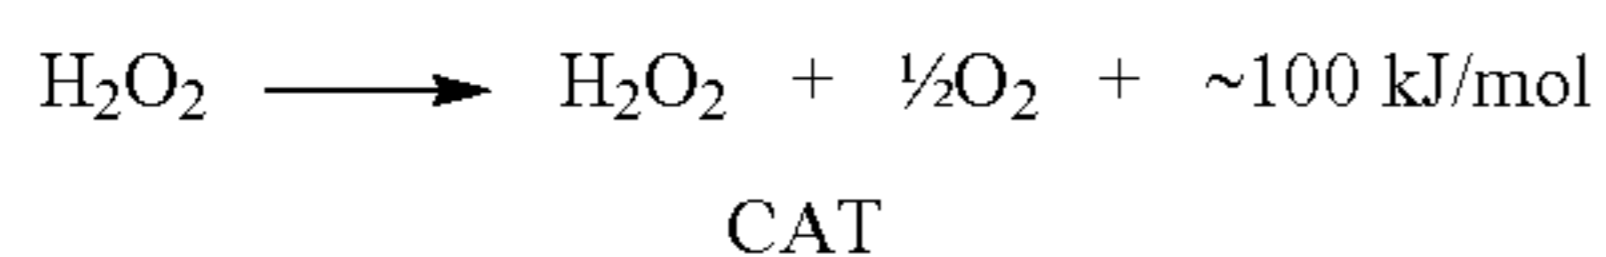 H₂O₂ ⟶ H₂O₂ + ½O₂ + ~100 kJ/mol
CAT